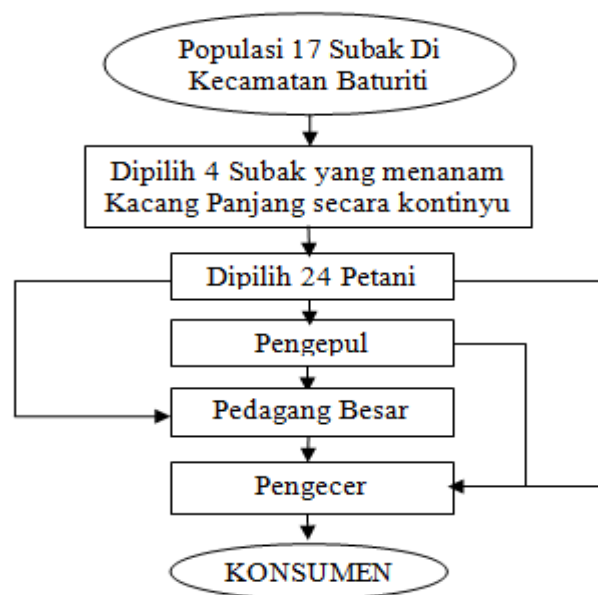 Populasi 17 Subak Di
Kecamatan Baturiti
Dipilih 4 Subak yang menanam
Kacang Panjang secara kontinyu
Dipilih 24 Petani
Pengepul
Pedagang Besar
Pengecer
KONSUMEN